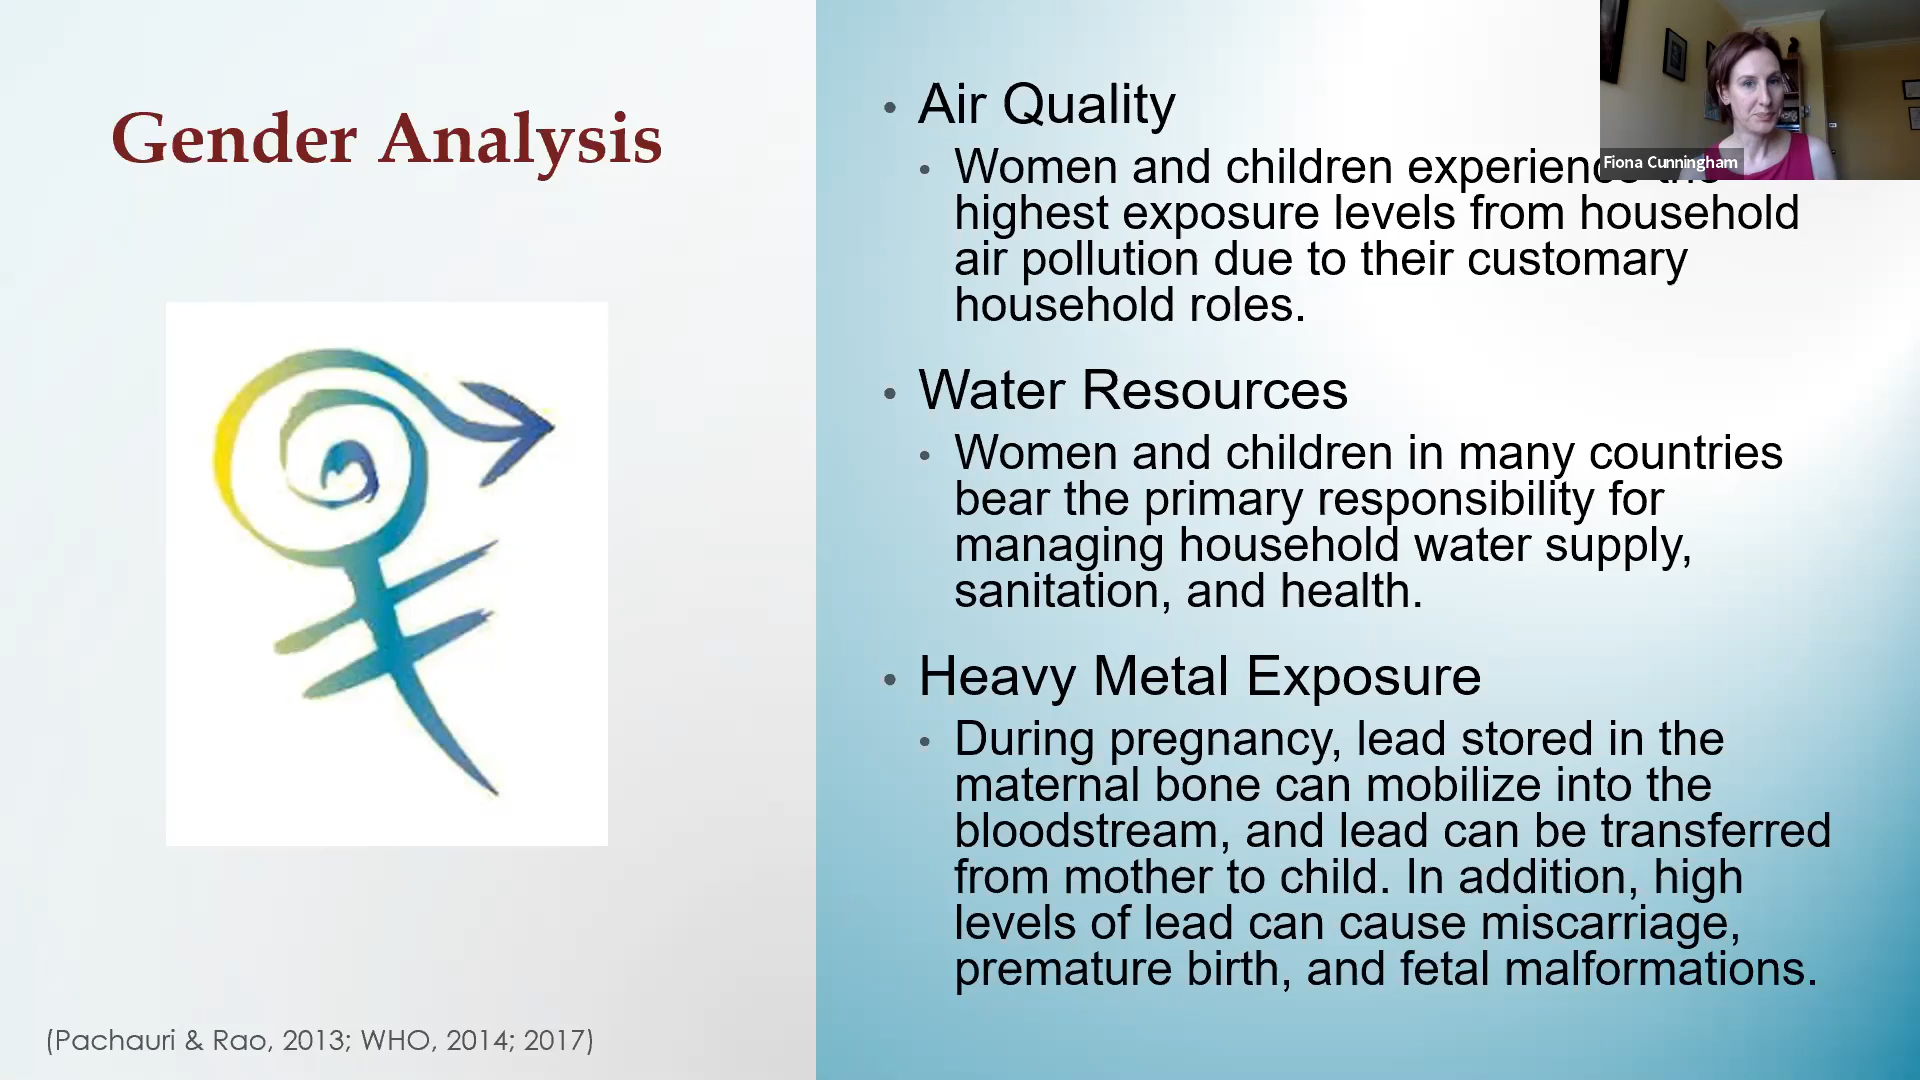 Gender Analysis
• Air Quality
• Women and children experience the
highest exposure levels from household
air pollution due to their customary
household roles.
• Water Resources
• Women and children in many countries
bear the primary responsibility for
managing household water supply,
sanitation, and health.
• Heavy Metal Exposure
• During pregnancy, lead stored in the
maternal bone can mobilize into the
bloodstream, and lead can be transferred
from mother to child. In addition, high
levels of lead can cause miscarriage,
premature birth, and fetal malformations.
(Pachauri & Rao, 2013; WHO, 2014; 2017)
Fiona Cunningham